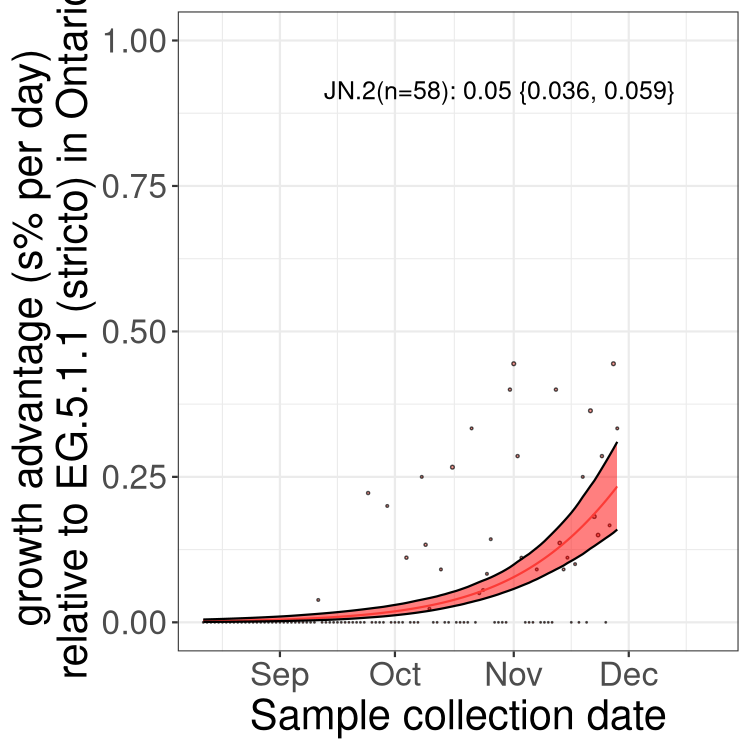 growth advantage (s% per day)
relative to EG.5.1.1 (stricto) in Ontario
1.00
JN.2(n=58): 0.05 {0.036, 0.059}
0.75
0.50
0.25
0.00
Sep Oct Nov Dec
Sample collection date